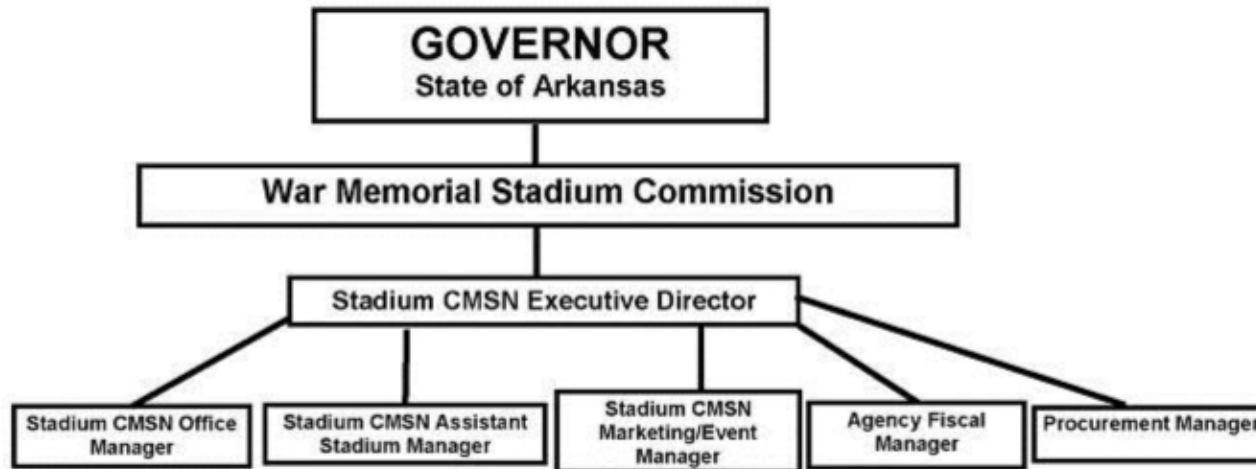 GOVERNOR
State of Arkansas
War Memorial Stadium Commission
Stadium CMSN Executive Director
Stadium CMSN Office
Manager
Stadium CMSN Assistant
Stadium Manager
Stadium CMSN
Marketing/Event
Manager
Agency Fiscal
Manager
Procurement Manager